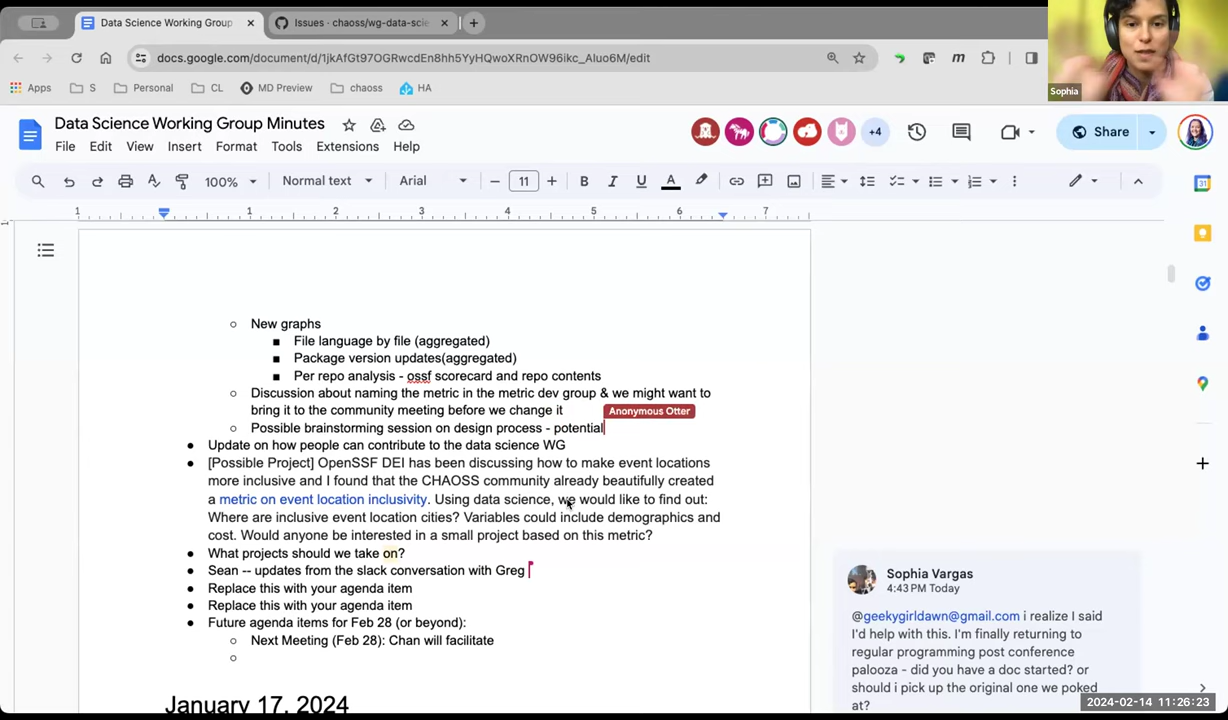 Data Science Working Group
Issues · chaoss/wg-data-scie
docs.google.com/document/d/1jkAfGt97OGRwcdEn8hh5YyHQwoXRnOW96ikc_Aluo6M/edit
Apps
S
Personal
CL
MD Preview
chaoss
HA
Sophia
Data Science Working Group Minutes
File Edit View Insert Format Tools Extensions Help
+4
Share
100%
Normal text
Arial
11
B I U A
1 1 2 3 4 5 6 7
New graphs
File language by file (aggregated)
Package version updates(aggregated)
Per repo analysis - ossf scorecard and repo contents
Discussion about naming the metric in the metric dev group & we might want to
bring it to the community meeting before we change it
Anonymous Otter
Possible brainstorming session on design process - potential
Update on how people can contribute to the data science WG
[Possible Project] OpenSSF DEI has been discussing how to make event locations
more inclusive and I found that the CHAOSS community already beautifully created
a metric on event location inclusivity. Using data science, we would like to find out:
Where are inclusive event location cities? Variables could include demographics and
cost. Would anyone be interested in a small project based on this metric?
What projects should we take on?
Sean -- updates from the slack conversation with Greg
Replace this with your agenda item
Replace this with your agenda item
Future agenda items for Feb 28 (or beyond):
Next Meeting (Feb 28): Chan will facilitate
January 17, 2024
Sophia Vargas
4:43 PM Today
@geekygirldawn@gmail.com i realize I said
I'd help with this. I'm finally returning to
regular programming post conference
palooza - did you have a doc started? or
should i pick up the original one we poked
at?
2024-02-14 11:26:23